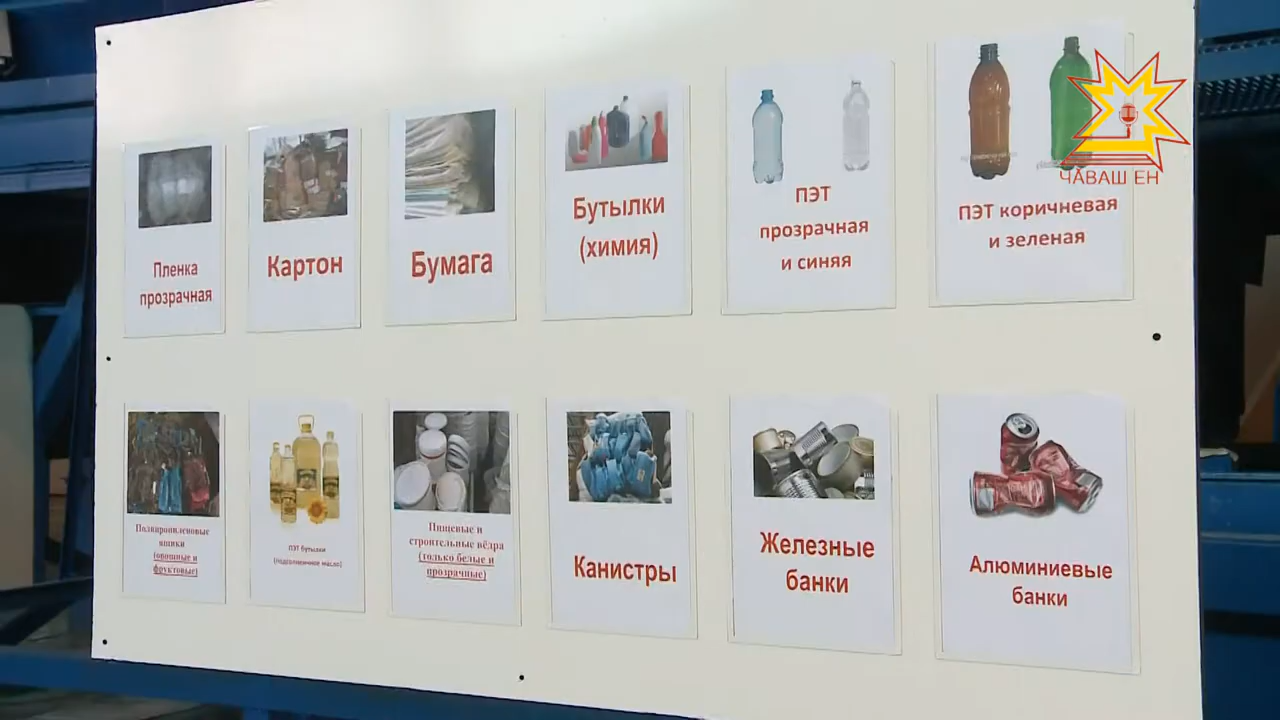 Пленка
прозрачная
Картон
Бумага
Бутылки
(химия)
ПЭТ
прозрачная
и синяя
ПЭТ коричневая
и зеленая
ЧĂВАШ ЕН
Полипропиленовые
ящики
(овощные и
фруктовые)
ПЭТ бутылки
(подсолнечное масло)
Пищевые и
строительные вёдра
(только белые и
прозрачные)
Канистры
Железные
банки
Алюминиевые
банки